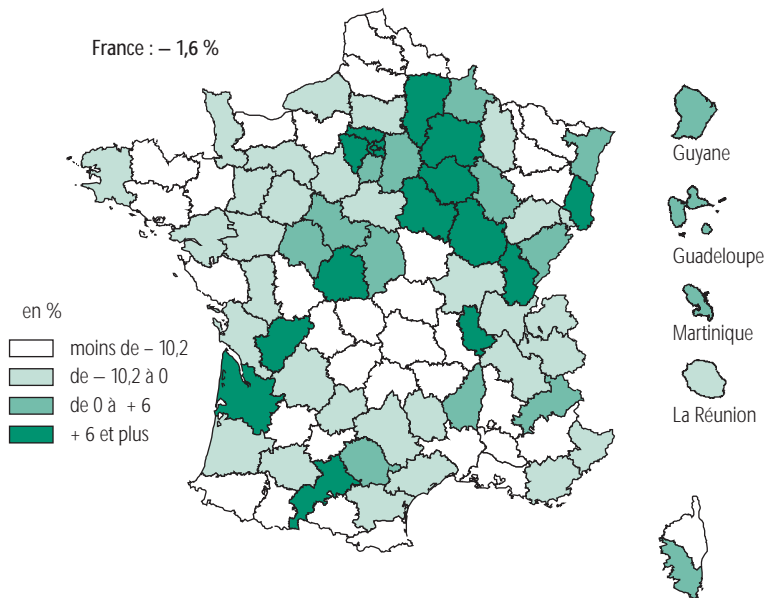 France : – 1,6 %
Guyane
Guadeloupe
Martinique
La Réunion
en %
moins de – 10,2
de – 10,2 à 0
de 0 à + 6
+ 6 et plus